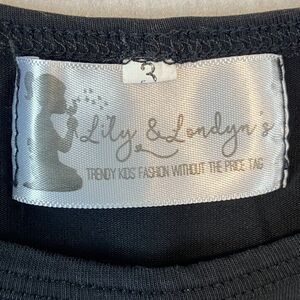 3
Lily & Londyn's
TRENDY KIDS' FASHION WITHOUT THE PRICE TAG